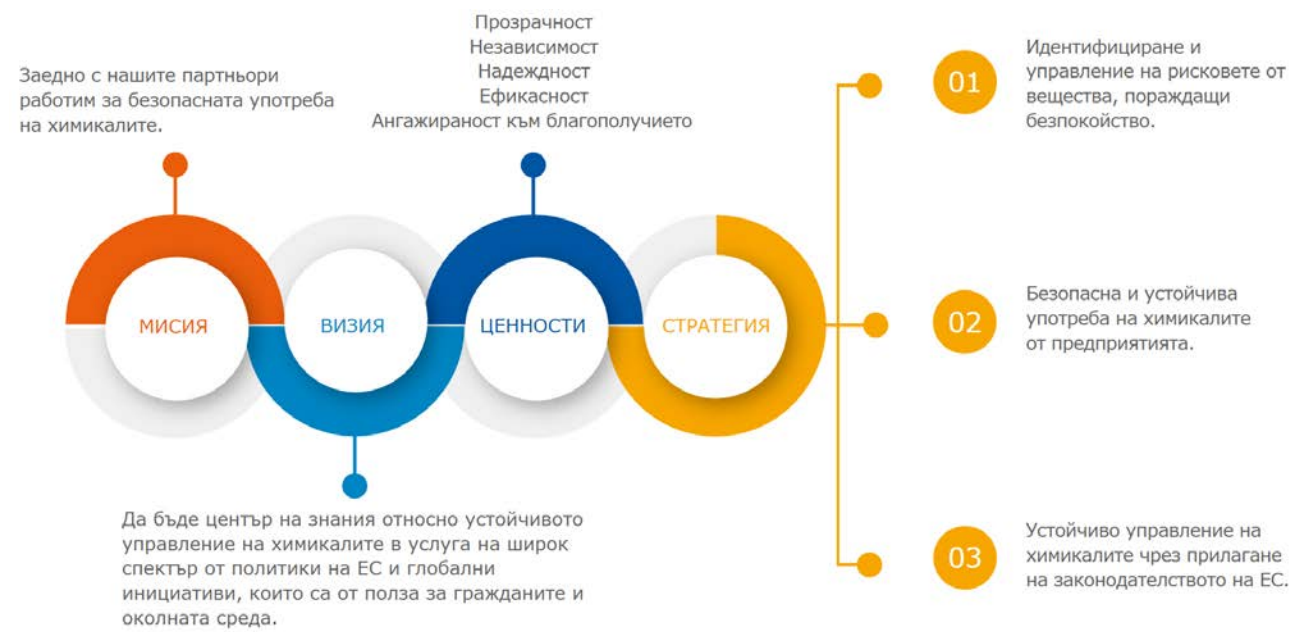 Заедно с нашите партньори
работим за безопасната употреба
на химикалите.
МИСИЯ
Да бъде център на знания относно устойчивото
управление на химикалите в услуга на широк
спектър от политики на ЕС и глобални
инициативи, които са от полза за гражданите и
околната среда.
ВИЗИЯ
Прозрачност
Независимост
Надеждност
Ефикасност
Ангажираност към благополучието
ЦЕННОСТИ
СТРАТЕГИЯ
01
Идентифициране и
управление на рисковете от
вещества, пораждащи
безпокойство.
02
Безопасна и устойчива
употреба на химикалите
от предприятията.
03
Устойчиво управление на
химикалите чрез прилагане
на законодателството на ЕС.